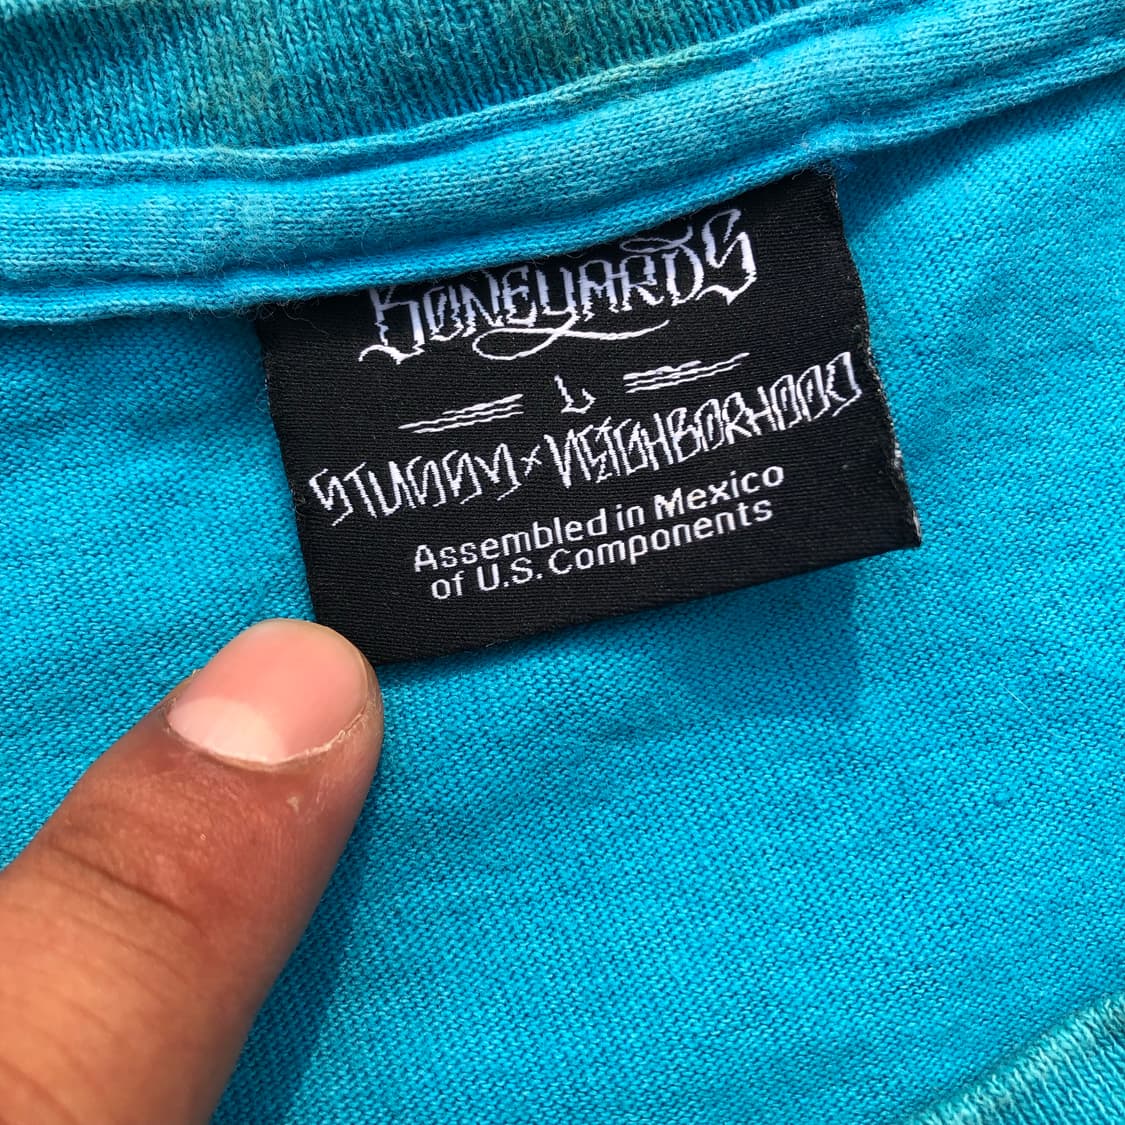 BONEYARDS
L
STUSSY × NEIGHBORHOOD
Assembled in Mexico
of U.S. Components